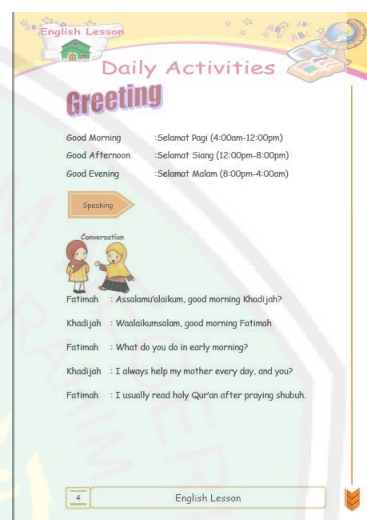 English Lesson
Daily Activities
Greeting
Good Morning :Selamat Pagi (4:00am-12:00pm)
Good Afternoon :Selamat Siang (12:00pm-8:00pm)
Good Evening :Selamat Malam (8:00pm-4:00am)
Speaking
Conversation
Fatimah : Assalamu'alaikum, good morning Khadijah?
Khadijah : Waalaikumsalam, good morning Fatimah
Fatimah : What do you do in early morning?
Khadijah : I always help my mother every day, and you?
Fatimah : I usually read holy Qur'an after praying shubuh.
4
English Lesson